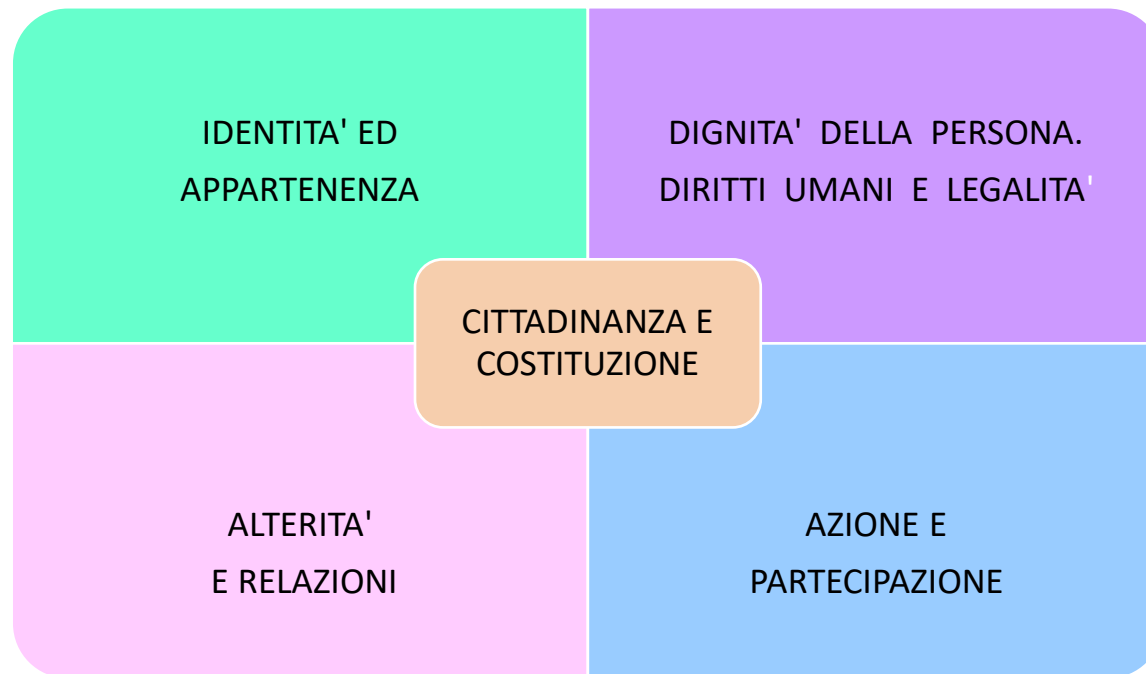 IDENTITA' ED
APPARTENENZA
DIGNITA' DELLA PERSONA.
DIRITTI UMANI E LEGALITA'
CITTADINANZA E
COSTITUZIONE
ALTERITA'
E RELAZIONI
AZIONE E
PARTECIPAZIONE